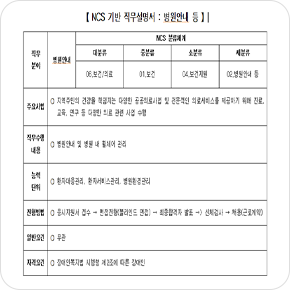 【 NCS 기반 직무설명서 : 병원안내 등 】
직무
분야
병원안내
NCS 분류체계
대분류
중분류
소분류
세분류
06.보건/의료
01.보건
04.보건지원
02.병원안내 등
주요사업
○ 지역주민의 건강을 책임지는 다양한 공공의료사업 및 전문적인 의료서비스를 제공하기 위해 진료,
교육, 연구 등 다양한 의료 관련 사업 수행
직무수행
내용
○ 병원안내 및 병원 내 휠체어 관리
능력
단위
○ 환자대응관리, 환자서비스관리, 병원환경관리
전형방법
○ 응시원서 접수 → 면접전형(블라인드 면접) → 최종합격자 발표 → 신체검사 → 채용(근로계약)
일반요건
○ 무관
자격요건
○ 장애인복지법 시행령 제2조에 따른 장애인